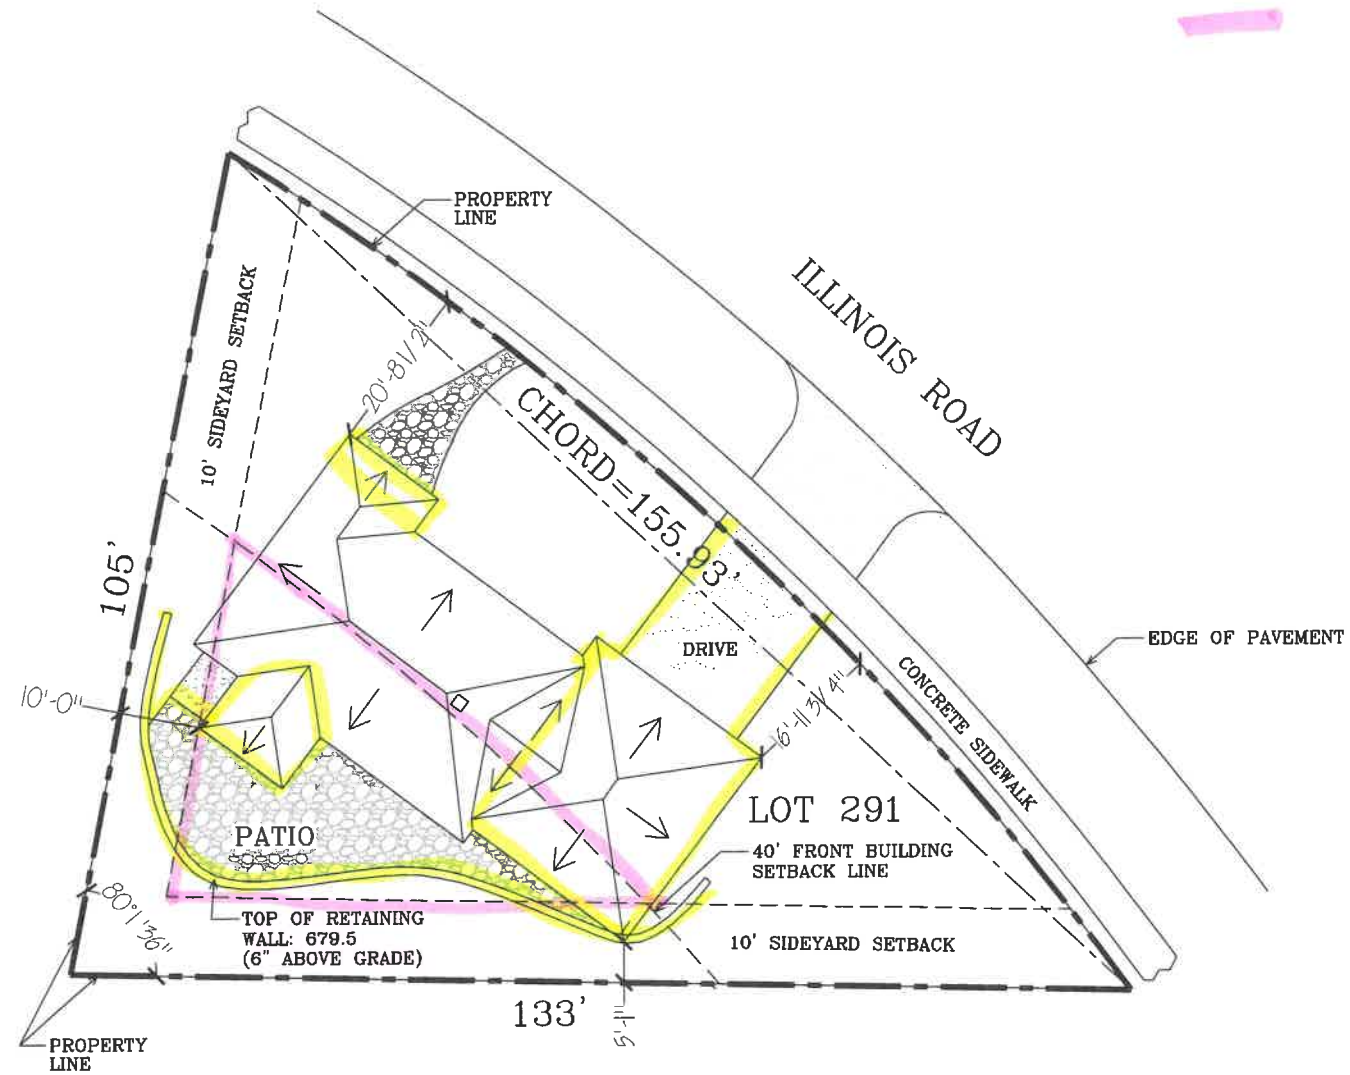 PROPERTY
LINE
ILLINOIS ROAD
10' SIDEYARD SETBACK
20'-8 1/2"
CHORD=155.93'
105'
DRIVE
EDGE OF PAVEMENT
CONCRETE SIDEWALK
10'-0"
6'-11 3/4"
LOT 291
PATIO
40' FRONT BUILDING
SETBACK LINE
80°1'36"
TOP OF RETAINING
WALL: 679.5
(6" ABOVE GRADE)
10' SIDEYARD SETBACK
133'
5'-1"
PROPERTY
LINE